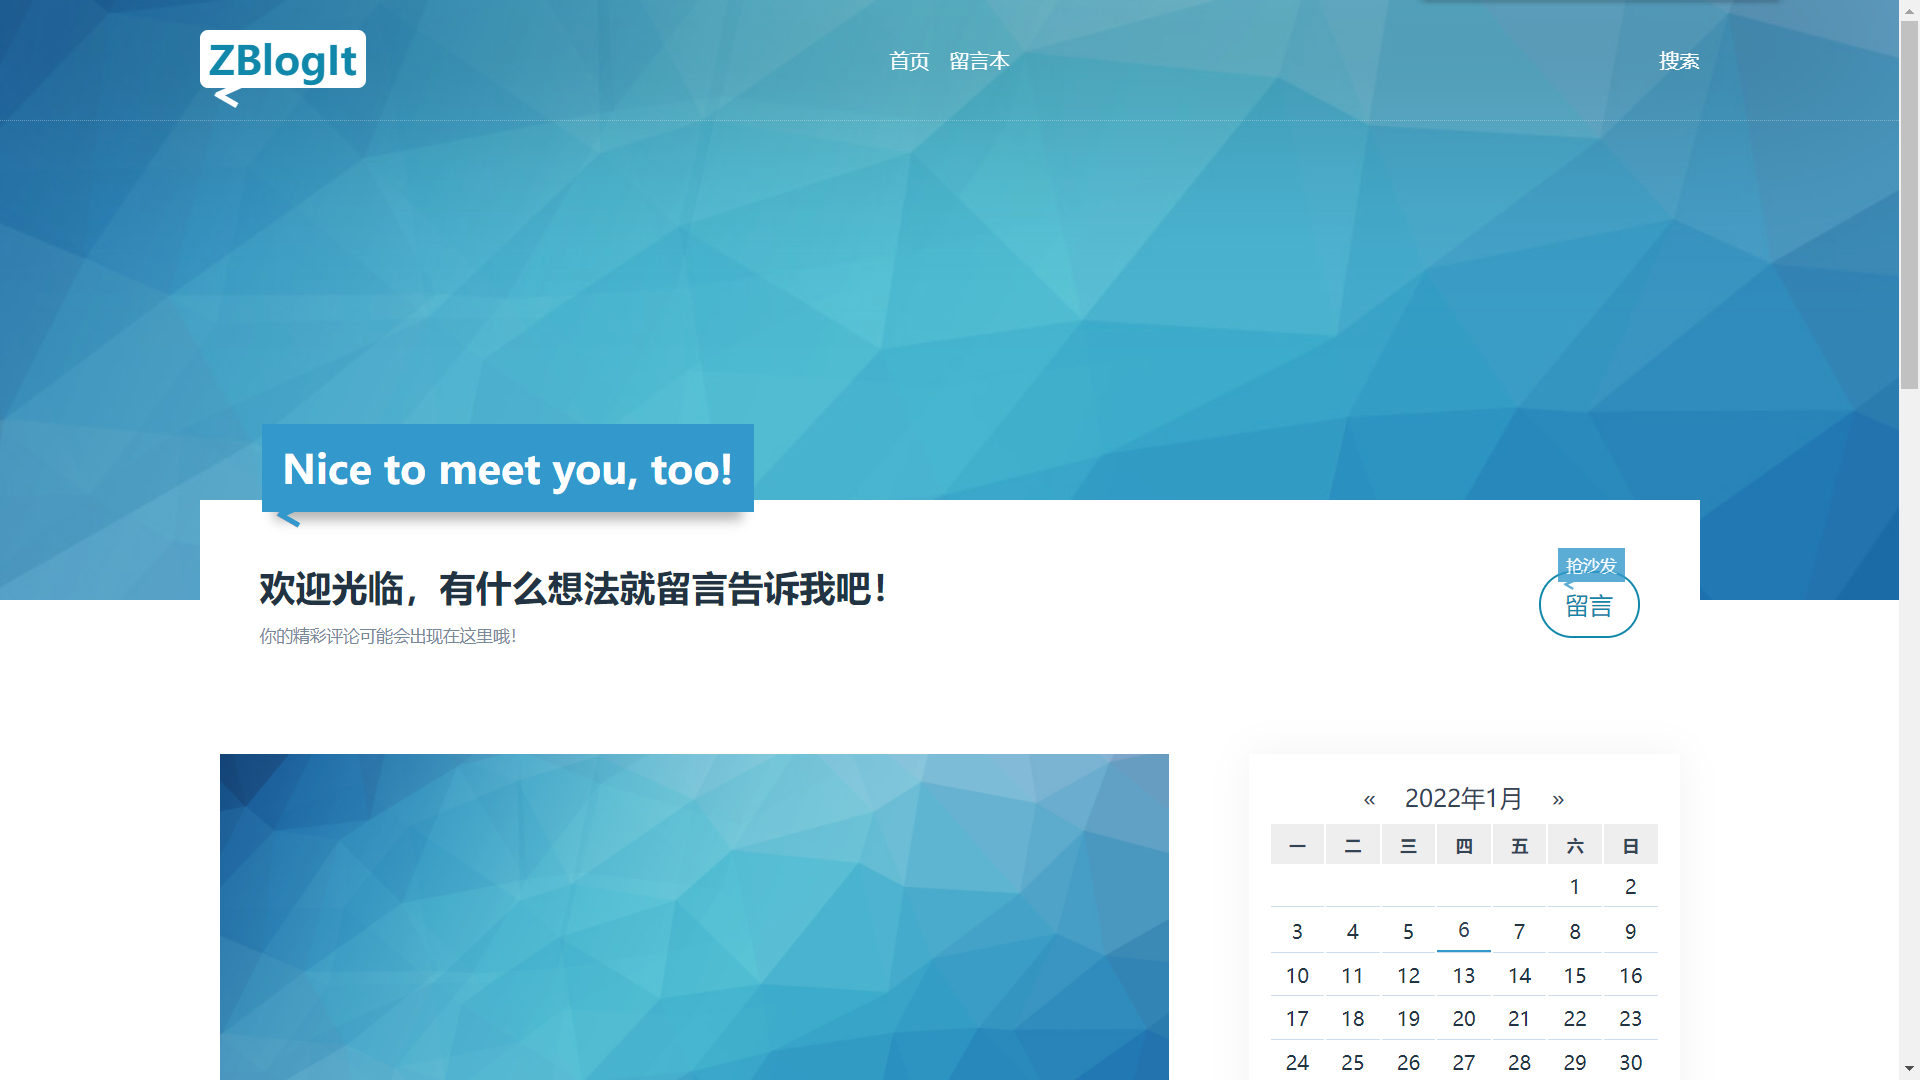 ZBlogIt
首页 留言本
搜索
Nice to meet you, too!
欢迎光临，有什么想法就留言告诉我吧！
你的精彩评论可能会出现在这里哦！
抢沙发
留言
« 2022年1月 »
一 二 三 四 五 六 日
1 2
3 4 5 6 7 8 9
10 11 12 13 14 15 16
17 18 19 20 21 22 23
24 25 26 27 28 29 30